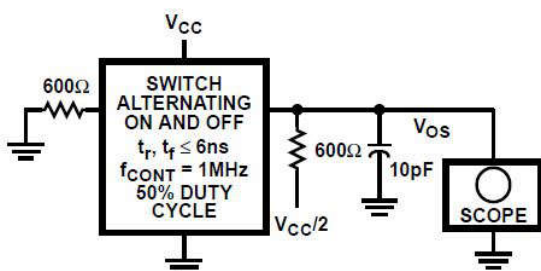 VCC
600Ω
SWITCH
ALTERNATING
ON AND OFF
tr, tf ≤ 6ns
fCONT = 1MHz
50% DUTY
CYCLE
600Ω
VCC/2
10pF
VOS
SCOPE